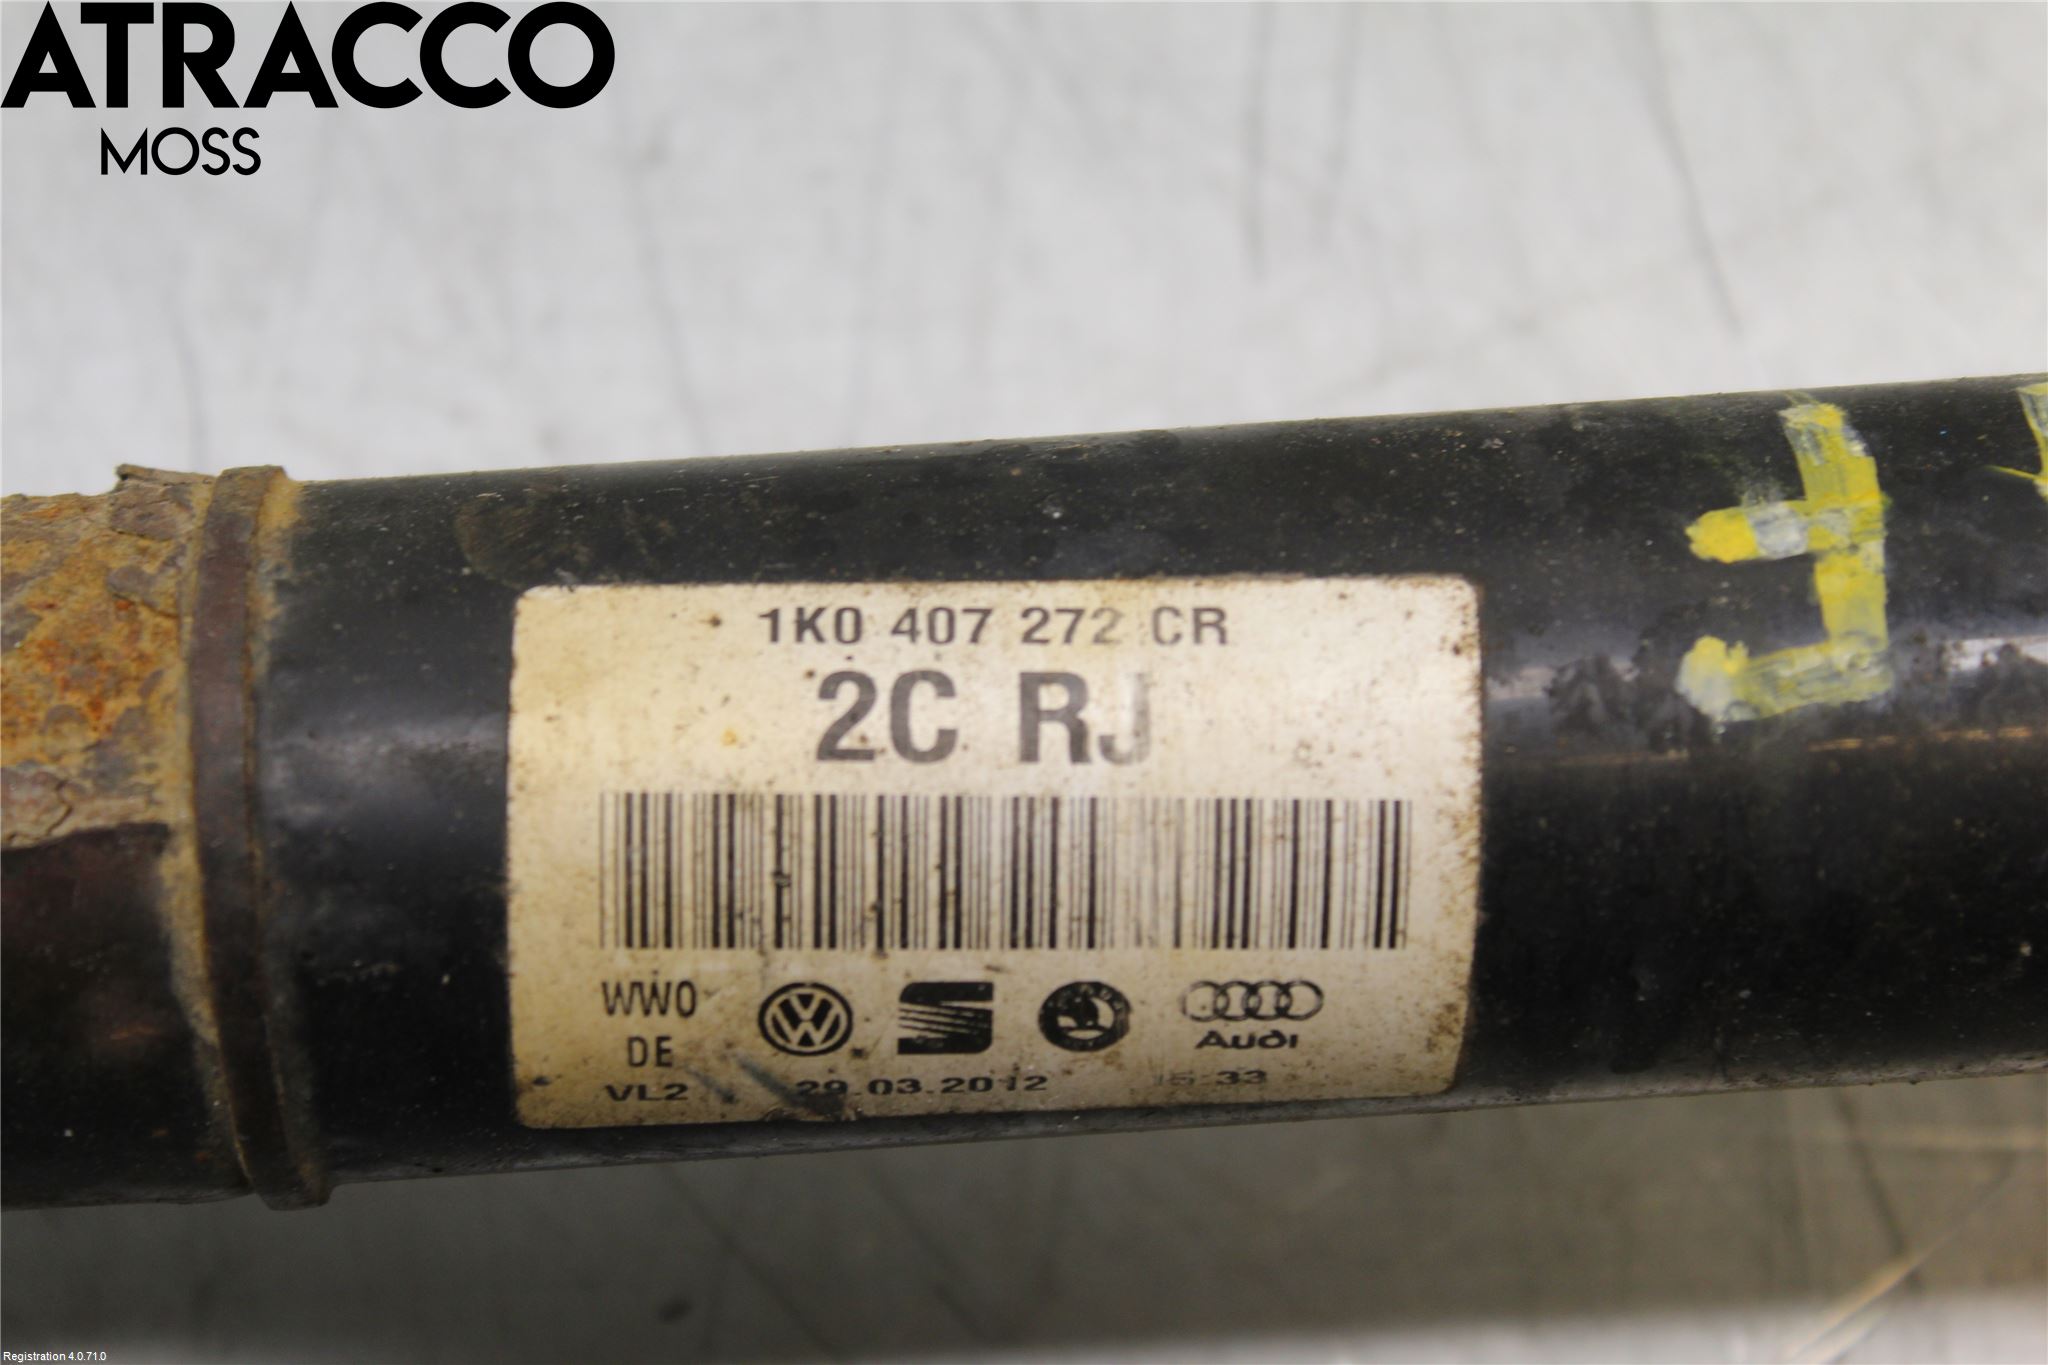 ATRACCO
MOSS
1K0 407 272 CR
2C RJ
WW0
DE
VL2
Audi
29.03.2012 15:33
Registration 4.0.71.0